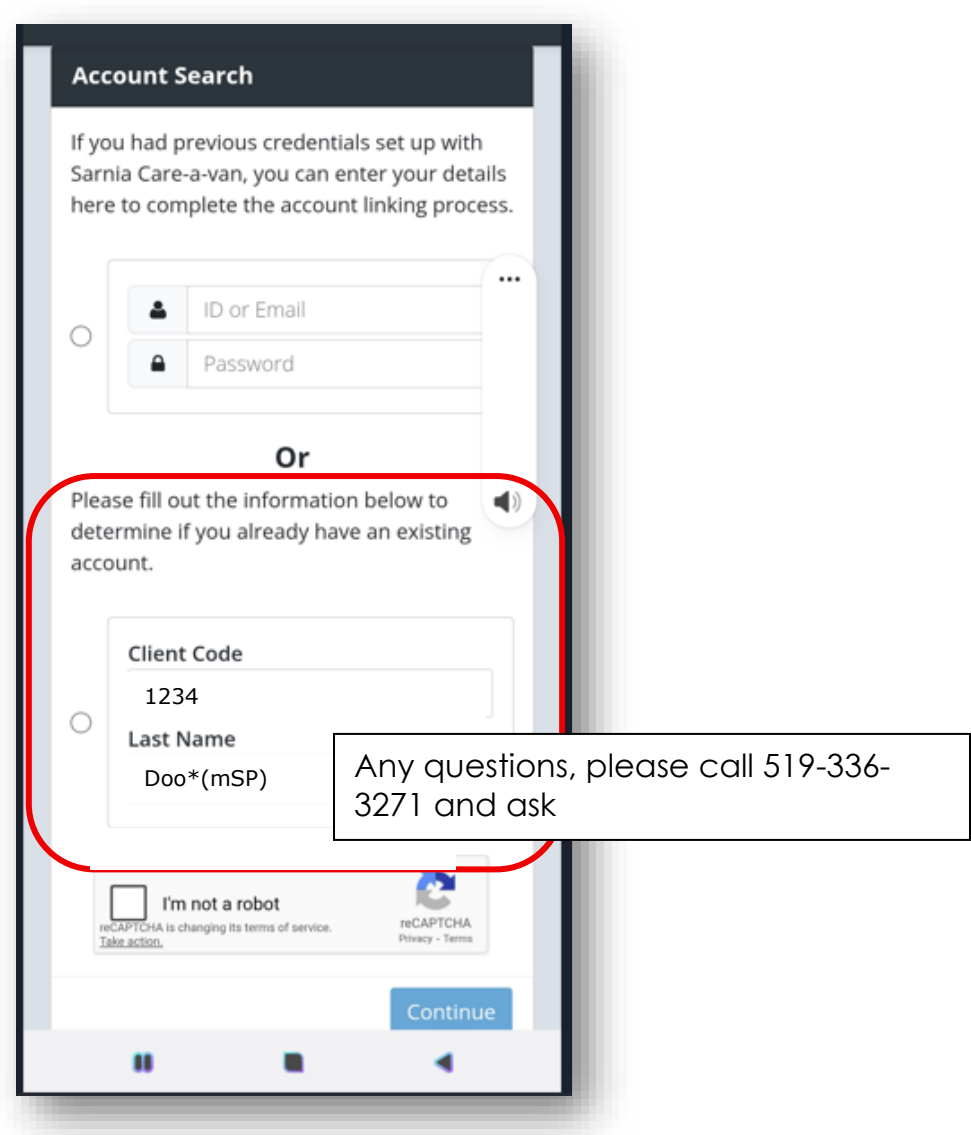 Account Search
If you had previous credentials set up with
Sarnia Care-a-van, you can enter your details
here to complete the account linking process.
ID or Email
Password
Or
Please fill out the information below to
determine if you already have an existing
account.
Client Code
1234
Last Name
Doo*(mSP)
Any questions, please call 519-336-
3271 and ask
I'm not a robot
reCAPTCHA is changing its terms of service.
Take action.
reCAPTCHA
Privacy - Terms
Continue